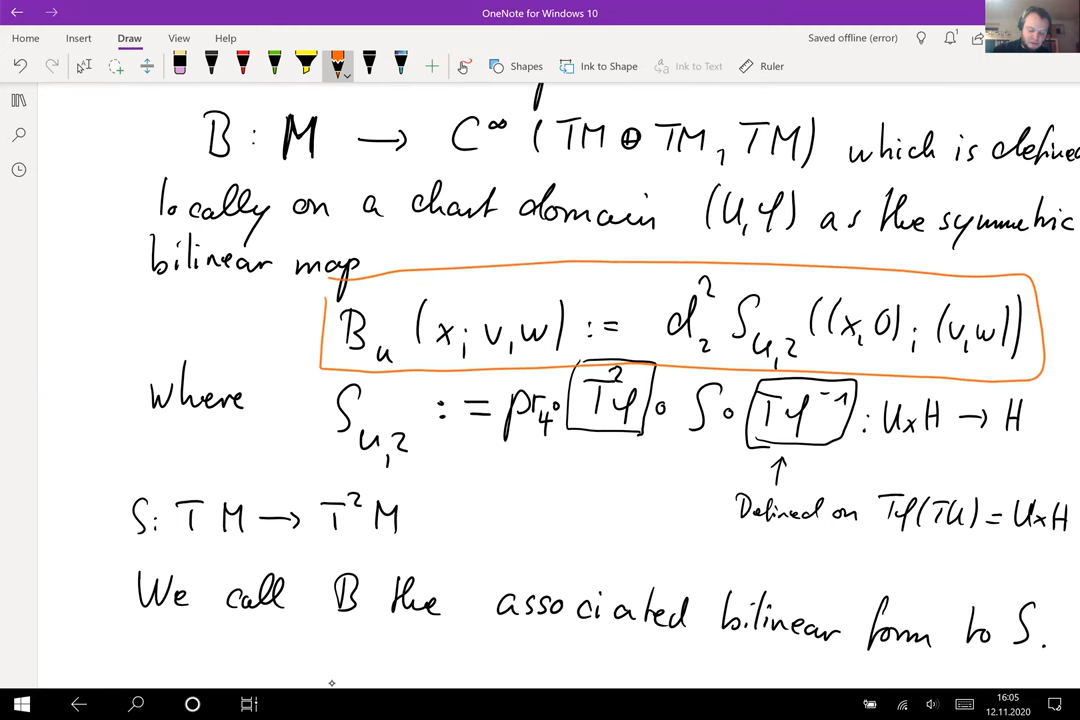 OneNote for Windows 10
Home Insert Draw View Help
Saved offline (error)
Shapes Ink to Shape Ink to Text Ruler
B : M → C^∞ (TM ⊕ TM, TM) which is define
locally on a chart domain (U,φ) as the symmetric
bilinear map
B_u (x; v,w) := d_2^2 S_{u,2} ((x,0); (v,w))
where S_{u,2} := pr_4 ∘ T^2φ ∘ S ∘ Tφ^{-1} : U×H → H
↑
Defined on Tφ(TU) = U×H
S: TM → T^2 M
We call B the associated bilinear form to S.
16:05
12.11.2020